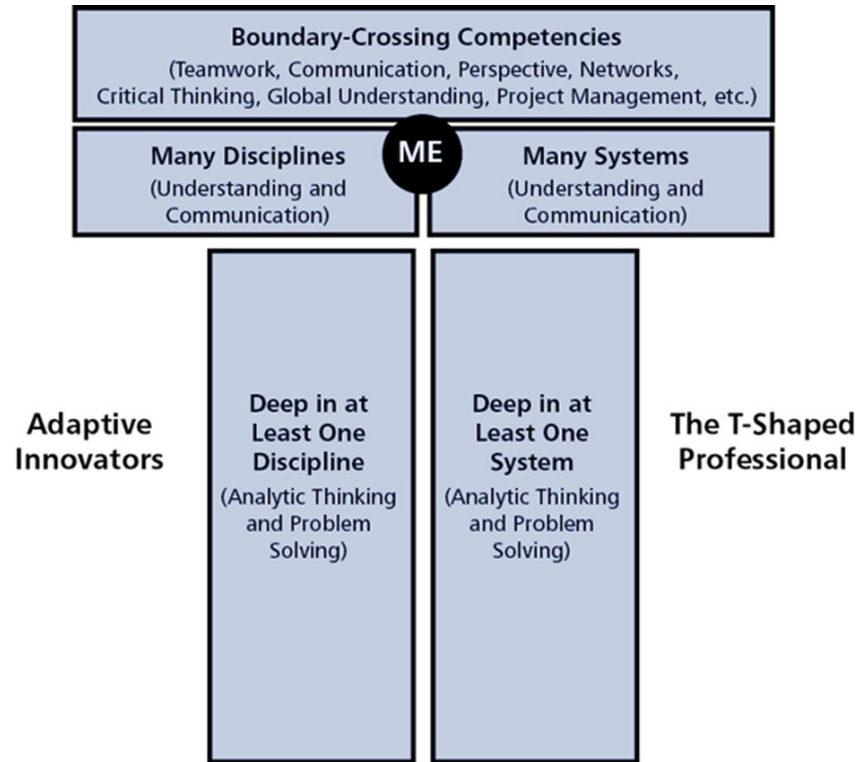 Boundary-Crossing Competencies
(Teamwork, Communication, Perspective, Networks,
Critical Thinking, Global Understanding, Project Management, etc.)
ME
Many Disciplines
(Understanding and
Communication)
Many Systems
(Understanding and
Communication)
Adaptive
Innovators
Deep in at
Least One
Discipline
(Analytic Thinking
and Problem
Solving)
Deep in at
Least One
System
(Analytic Thinking
and Problem
Solving)
The T-Shaped
Professional